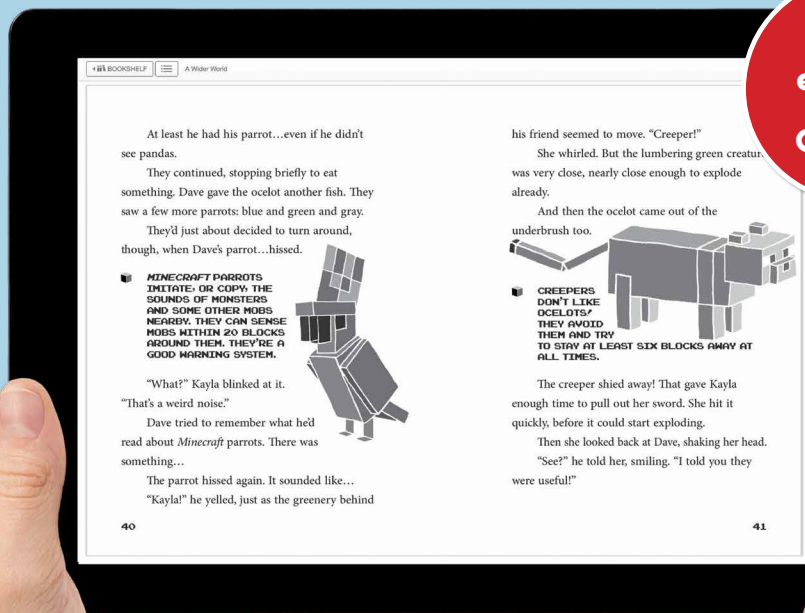 BOOKSHELF
A Wider World
At least he had his parrot…even if he didn't
see pandas.
They continued, stopping briefly to eat
something. Dave gave the ocelot another fish. They
saw a few more parrots: blue and green and gray.
They'd just about decided to turn around,
though, when Dave's parrot…hissed.
MINECRAFT PARROTS
IMITATE, OR COPY, THE
SOUNDS OF MONSTERS
AND SOME OTHER MOBS
NEARBY. THEY CAN SENSE
MOBS WITHIN 20 BLOCKS
AROUND THEM. THEY'RE A
GOOD WARNING SYSTEM.
"What?" Kayla blinked at it.
"That's a weird noise."
Dave tried to remember what he'd
read about Minecraft parrots. There was
something…
The parrot hissed again. It sounded like…
"Kayla!" he yelled, just as the greenery behind
40
his friend seemed to move. "Creeper!"
She whirled. But the lumbering green
was very close, nearly close enough to explode
already.
And then the ocelot came out of the
underbrush too.
CREEPERS
DON'T LIKE
OCELOTS!
THEY AVOID
THEM AND TRY
TO STAY AT LEAST SIX BLOCKS AWAY AT
ALL TIMES.
The creeper shied away! That gave Kayla
enough time to pull out her sword. She hit it
quickly, before it could start exploding.
Then she looked back at Dave, shaking her head.
"See?" he told her, smiling. "I told you they
were useful!"
41